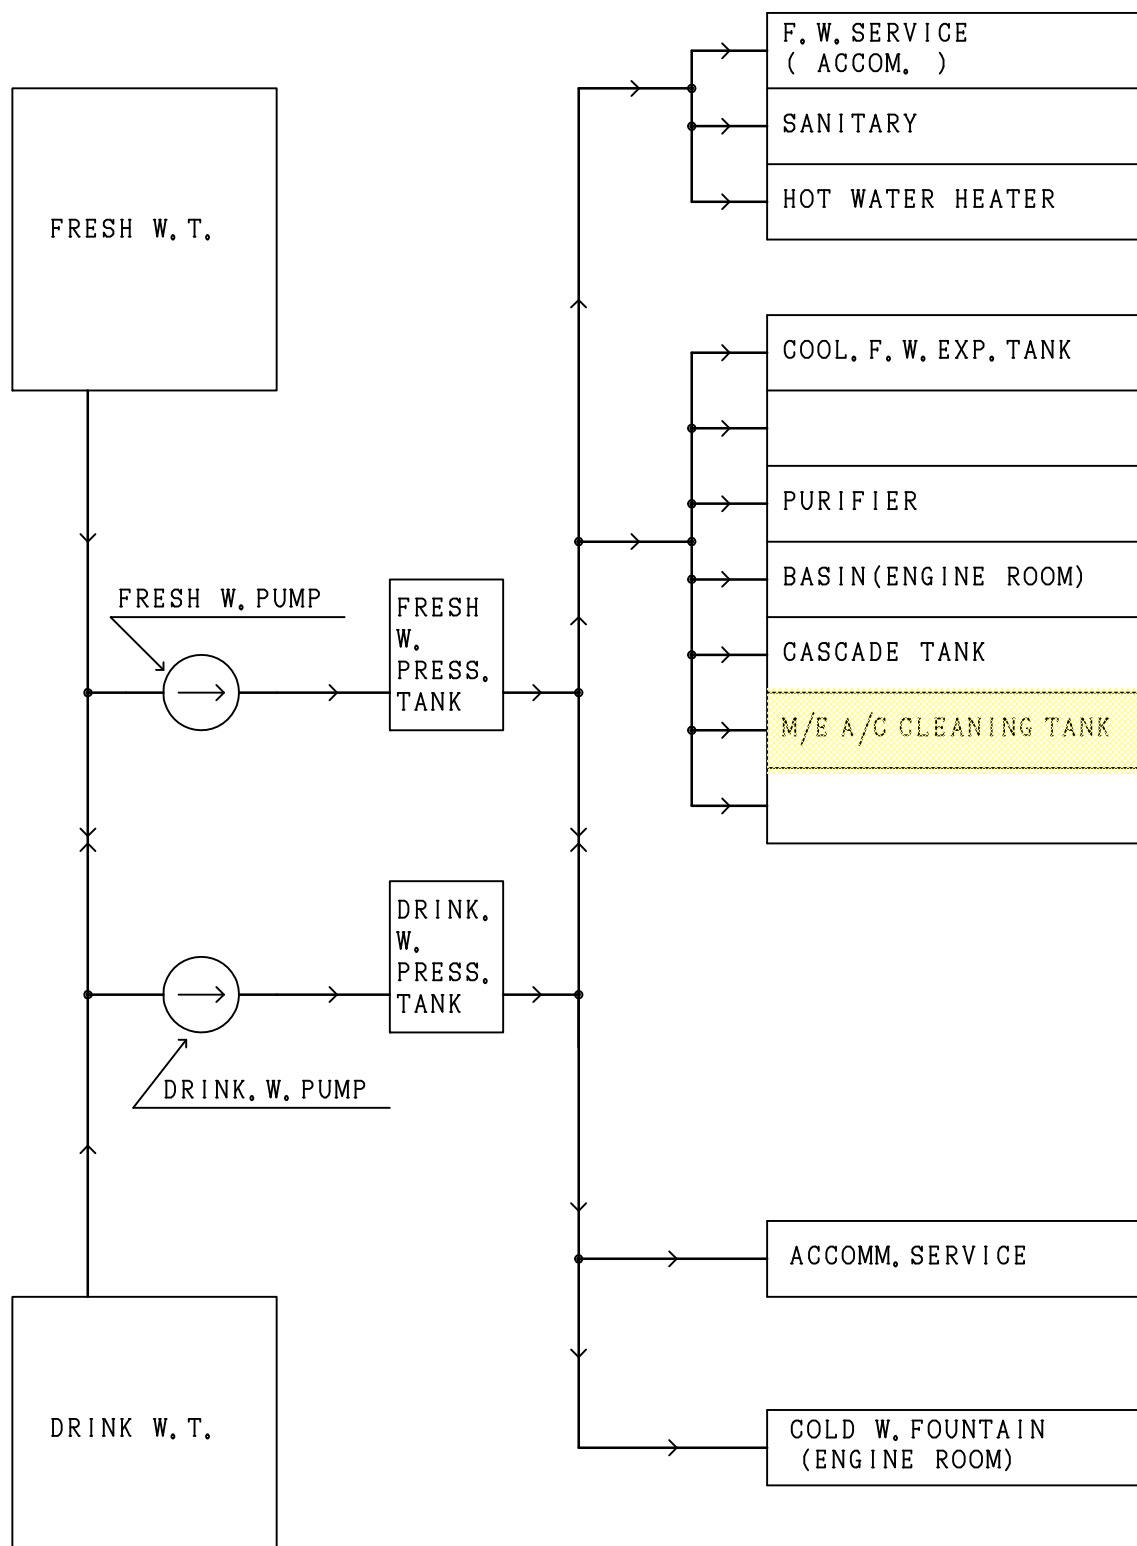 F.W.SERVICE
( ACCOM. )
SANITARY
HOT WATER HEATER
FRESH W.T.
COOL.F.W.EXP.TANK
PURIFIER
BASIN(ENGINE ROOM)
CASCADE TANK
M/E A/C CLEANING TANK
FRESH W.PUMP
FRESH
W.
PRESS.
TANK
DRINK.
W.
PRESS.
TANK
DRINK.W.PUMP
ACCOMM.SERVICE
DRINK W.T.
COLD W.FOUNTAIN
(ENGINE ROOM)